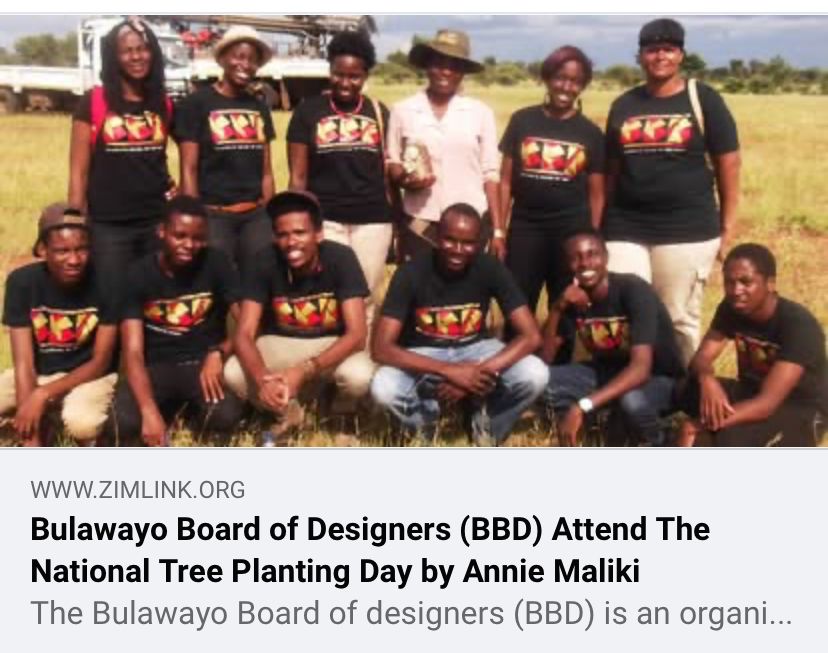 WWW.ZIMLINK.ORG
Bulawayo Board of Designers (BBD) Attend The
National Tree Planting Day by Annie Maliki
The Bulawayo Board of designers (BBD) is an organi...